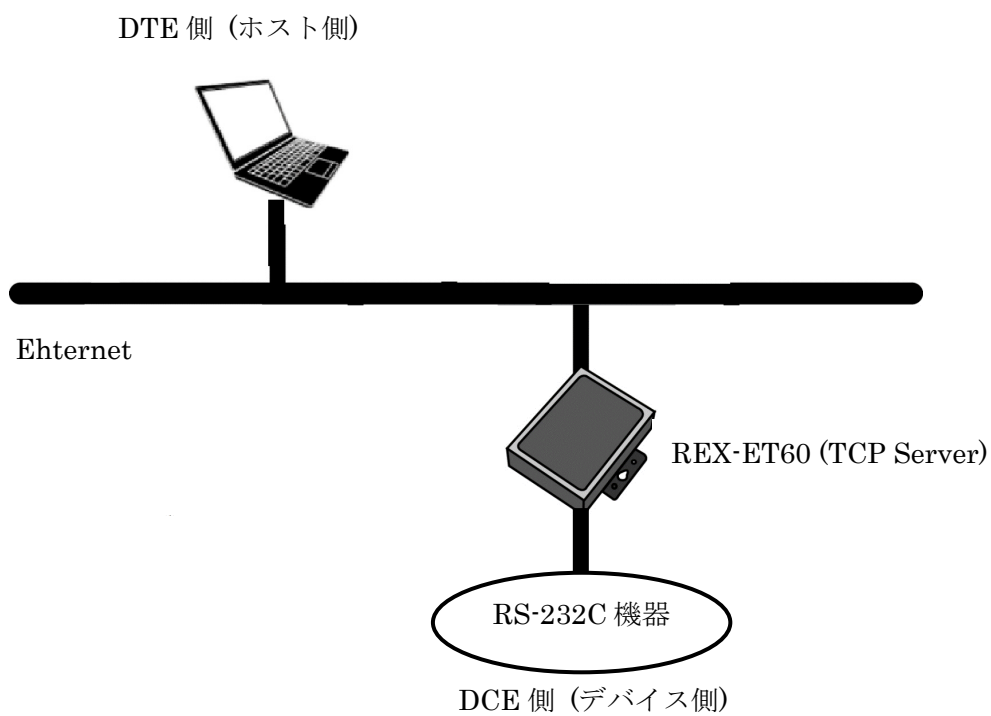 DTE 側 (ホスト側)
Ehternet
REX-ET60 (TCP Server)
RS-232C 機器
DCE 側 (デバイス側)